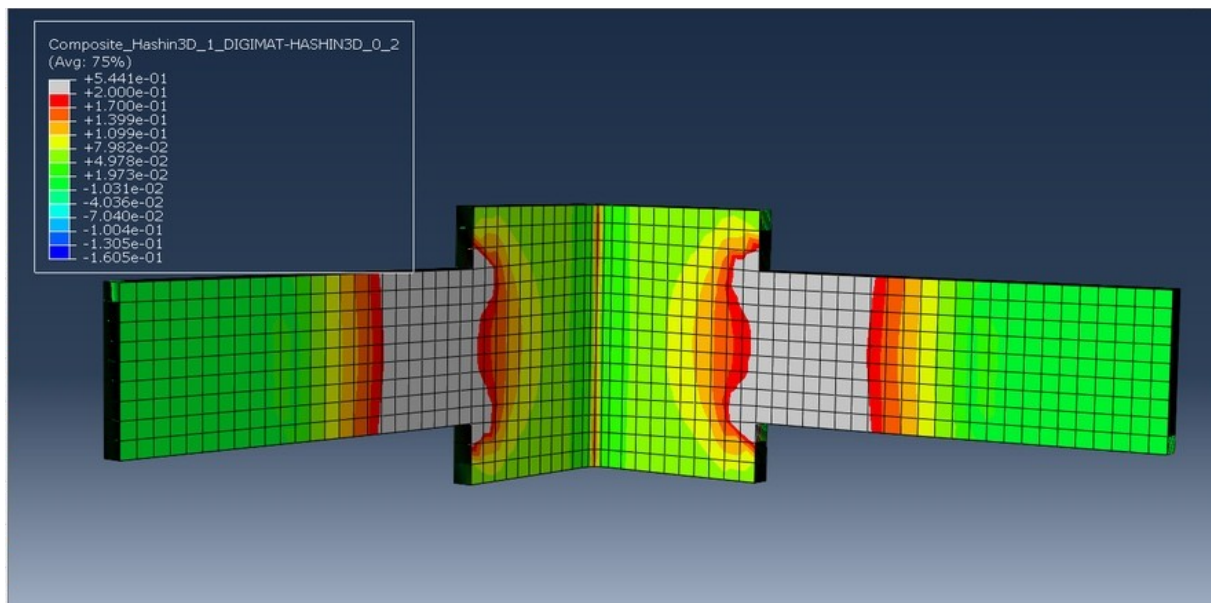 Composite_Hashin3D_1_DIGIMAT-HASHIN3D_0_2
(Avg: 75%)
+5.441e-01
+2.000e-01
+1.700e-01
+1.399e-01
+1.099e-01
+7.982e-02
+4.978e-02
+1.973e-02
-1.031e-02
-4.036e-02
-7.040e-02
-1.004e-01
-1.305e-01
-1.605e-01